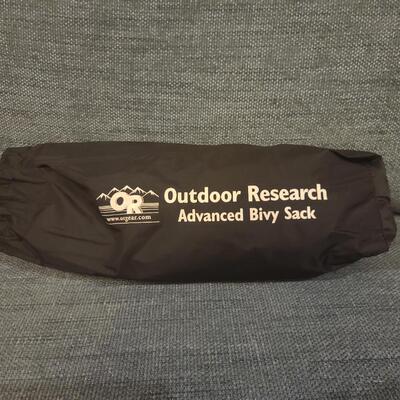 OR
www.orgear.com
Outdoor Research
Advanced Bivy Sack